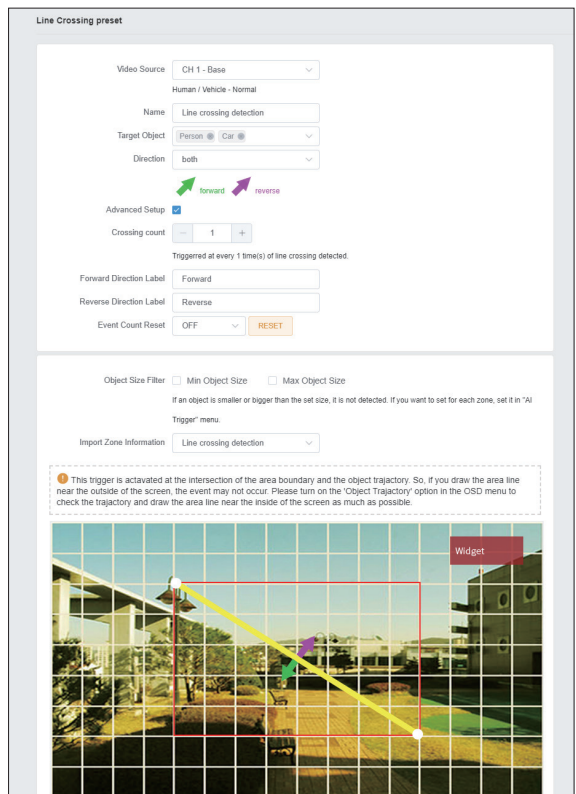 Line Crossing preset
Video Source CH 1 - Base
Human / Vehicle - Normal
Name Line crossing detection
Target Object Person Car
Direction both
forward reverse
Advanced Setup
Crossing count − 1 +
Triggerred at every 1 time(s) of line crossing detected.
Forward Direction Label Forward
Reverse Direction Label Reverse
Event Count Reset OFF RESET
Object Size Filter Min Object Size Max Object Size
If an object is smaller or bigger than the set size, it is not detected. If you want to set for each zone, set it in "AI
Trigger" menu.
Import Zone Information Line crossing detection
This trigger is actavated at the intersection of the area boundary and the object trajactory. So, if you draw the area line
near the outside of the screen, the event may not occur. Please turn on the 'Object Trajactory' option in the OSD menu to
check the trajactory and draw the area line near the inside of the screen as much as possible.
Widget